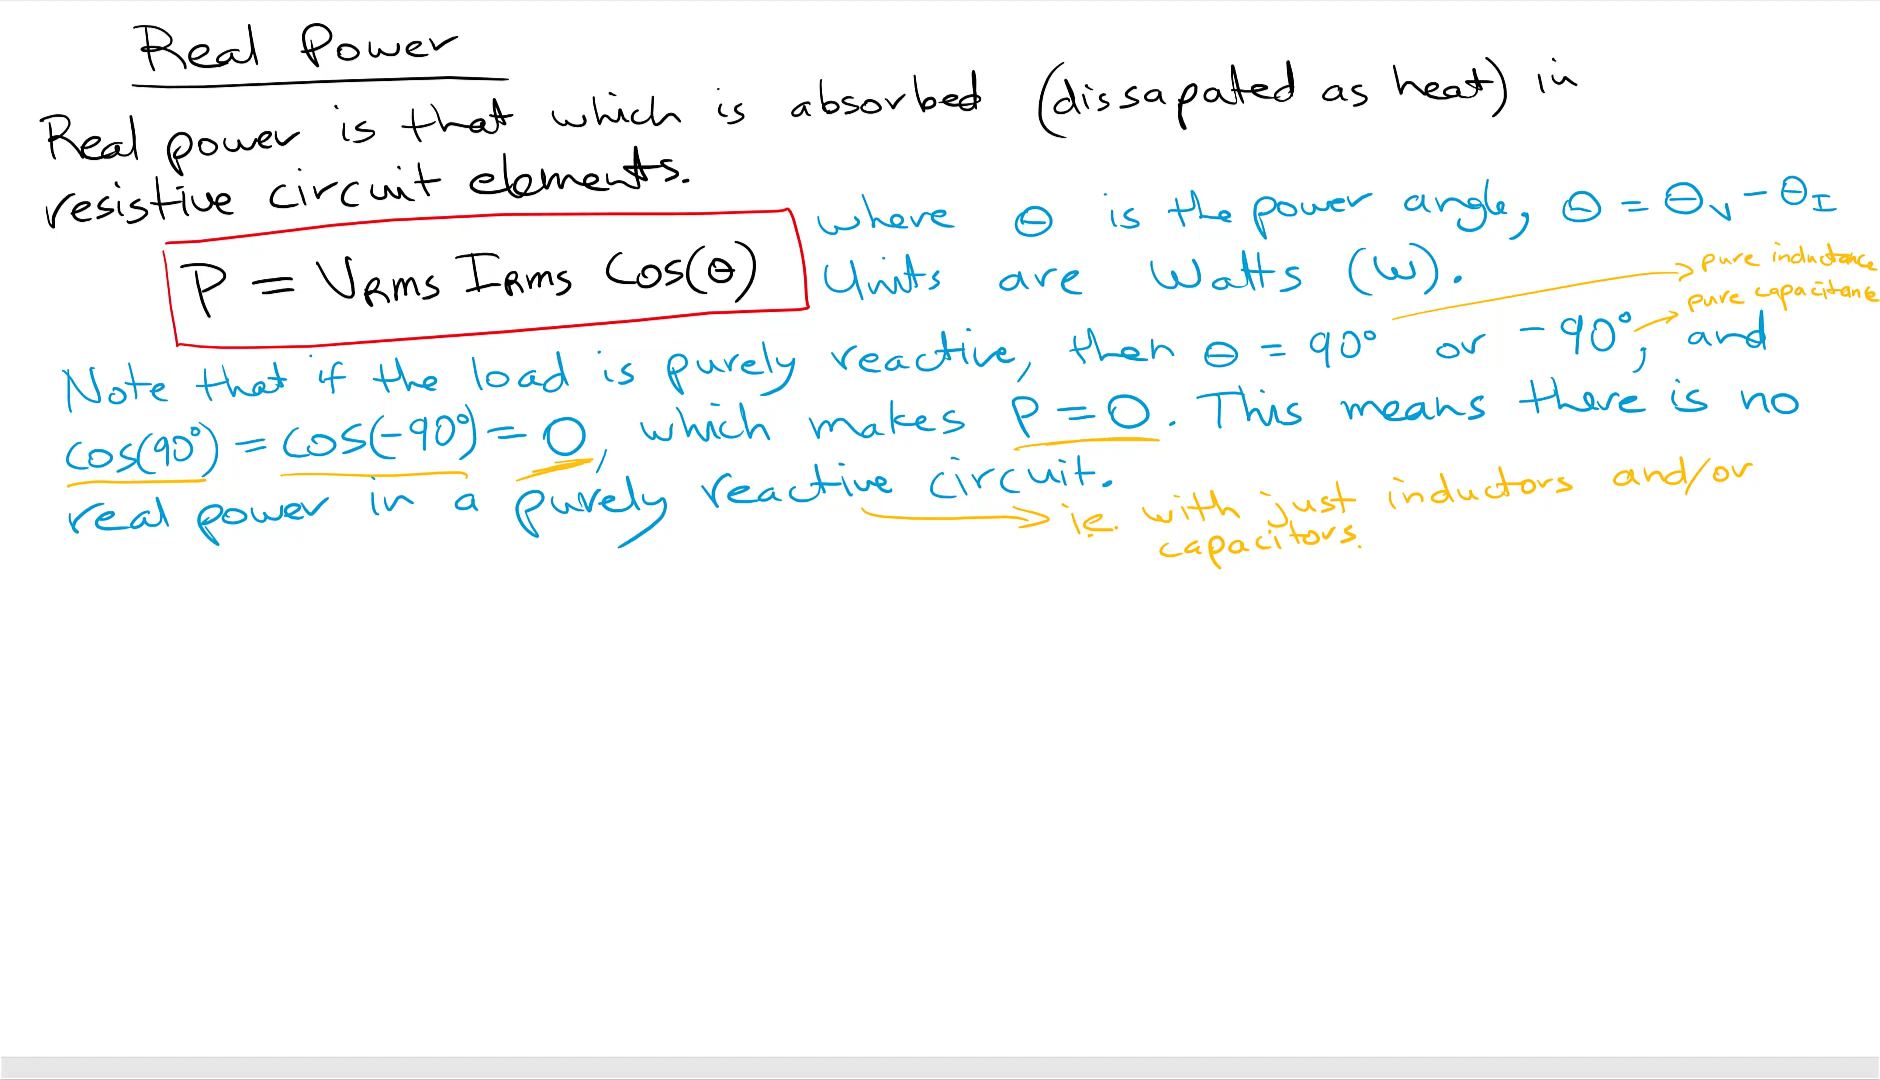 Real Power
Real power is that which is absorbed (dissapated as heat) in
resistive circuit elements.
P = VRMS IRMS Cos(θ)
where θ is the power angle, θ = θV - θI
Units are Watts (W).
pure inductance
pure capacitance
Note that if the load is purely reactive, then θ = 90° or -90°, and
cos(90°) = cos(-90°) = 0, which makes P = 0. This means there is no
real power in a purely reactive circuit.
i.e. with just inductors and/or
capacitors.